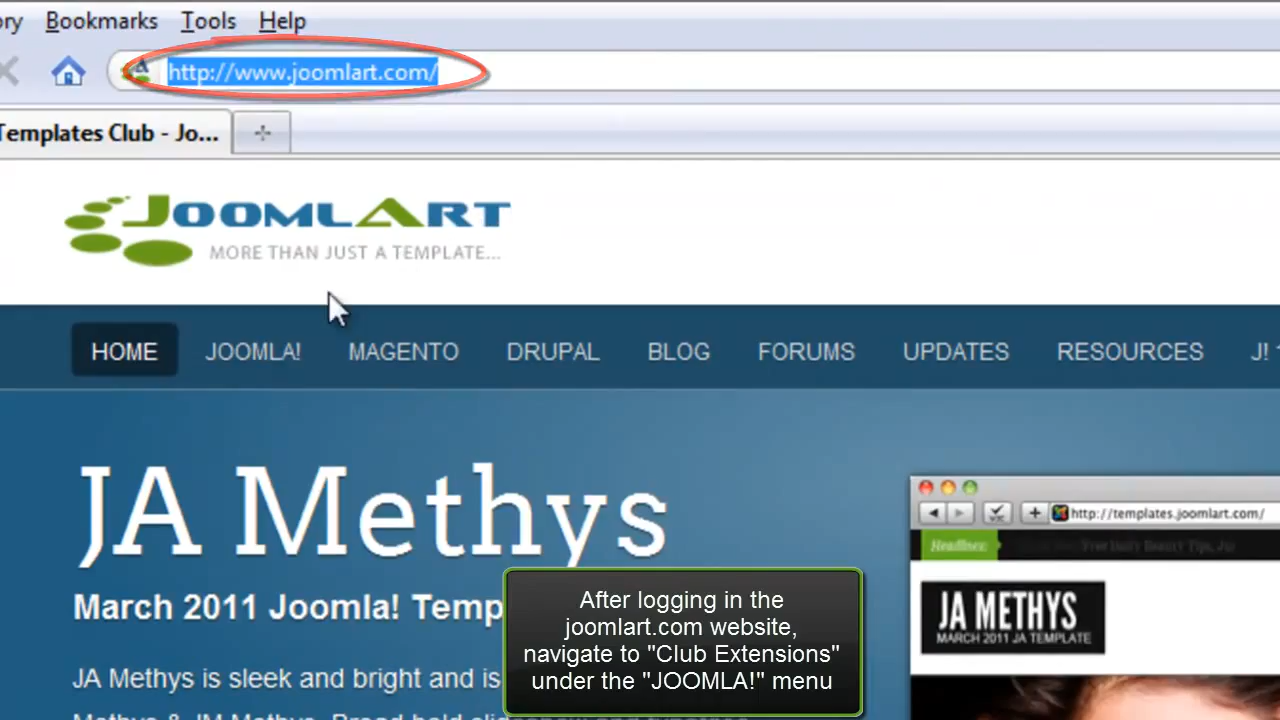 ory Bookmarks Tools Help
http://www.joomlart.com/
Templates Club - Jo...
JOOMLART
MORE THAN JUST A TEMPLATE...
HOME JOOMLA! MAGENTO DRUPAL BLOG FORUMS UPDATES RESOURCES J!
JA Methys
http://templates.joomlart.com/
Headlines:
JA METHYS
MARCH 2011 JA TEMPLATE
March 2011 Joomla! Temp
JA Methys is sleek and bright and is
After logging in the
joomlart.com website,
navigate to "Club Extensions"
under the "JOOMLA!" menu